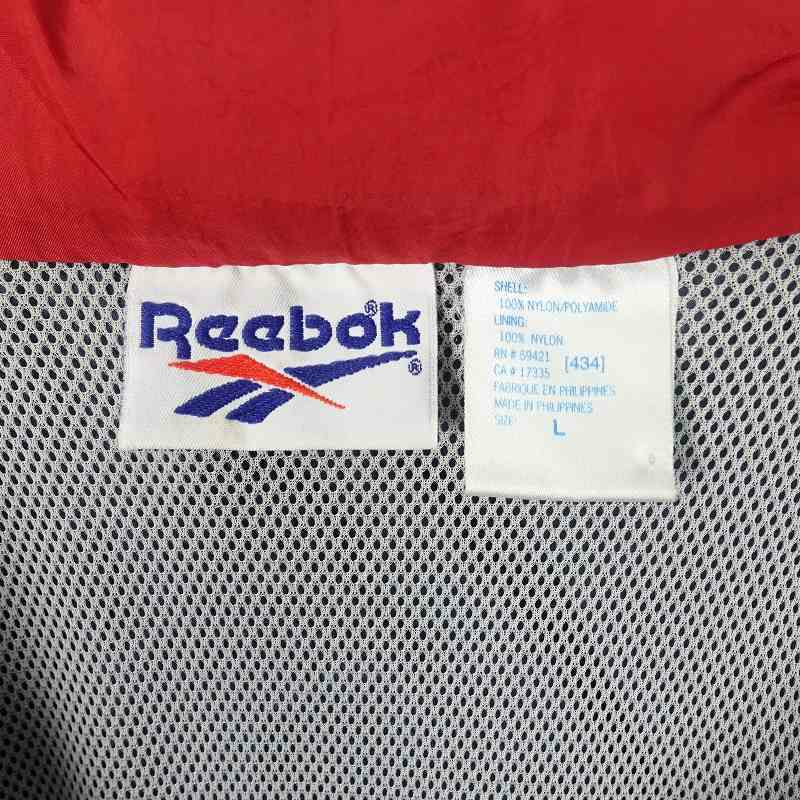 Reebok®
®
SHELL:
100% NYLON/POLYAMIDE
LINING:
100% NYLON
RN # 59421 [434]
CA # 17335
FABRIQUE EN PHILIPPINES
MADE IN PHILIPPINES
SIZE: L